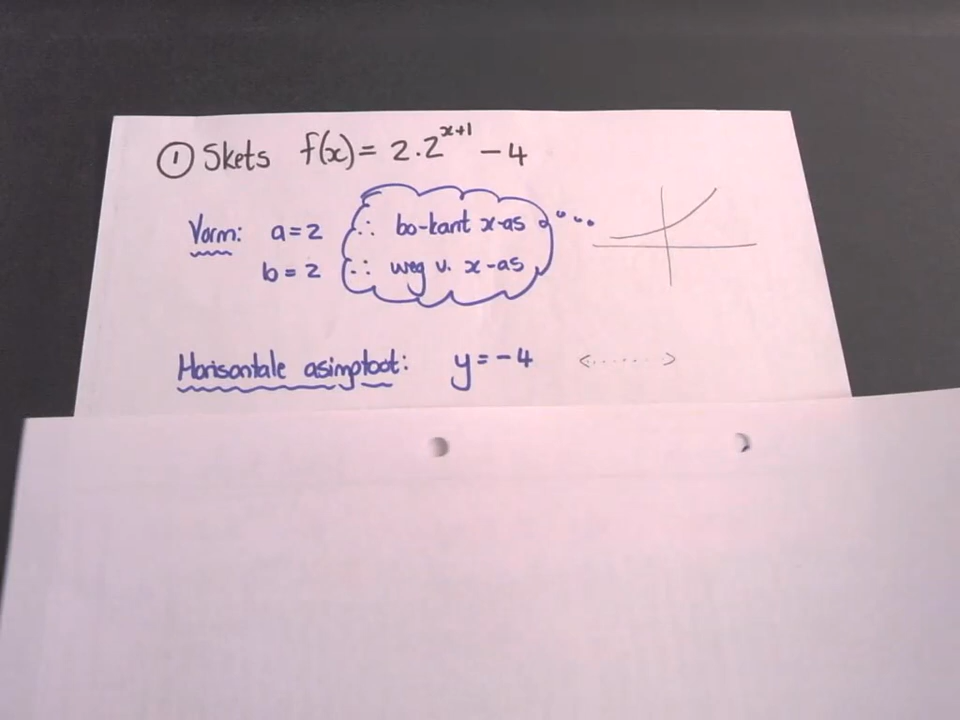 ① Skets f(x) = 2.2^{x+1} - 4
Vorm: a=2 ∴ bo-kant x-as
b=2 ∴ weg v. x-as
Horisontale asimptoot: y=-4